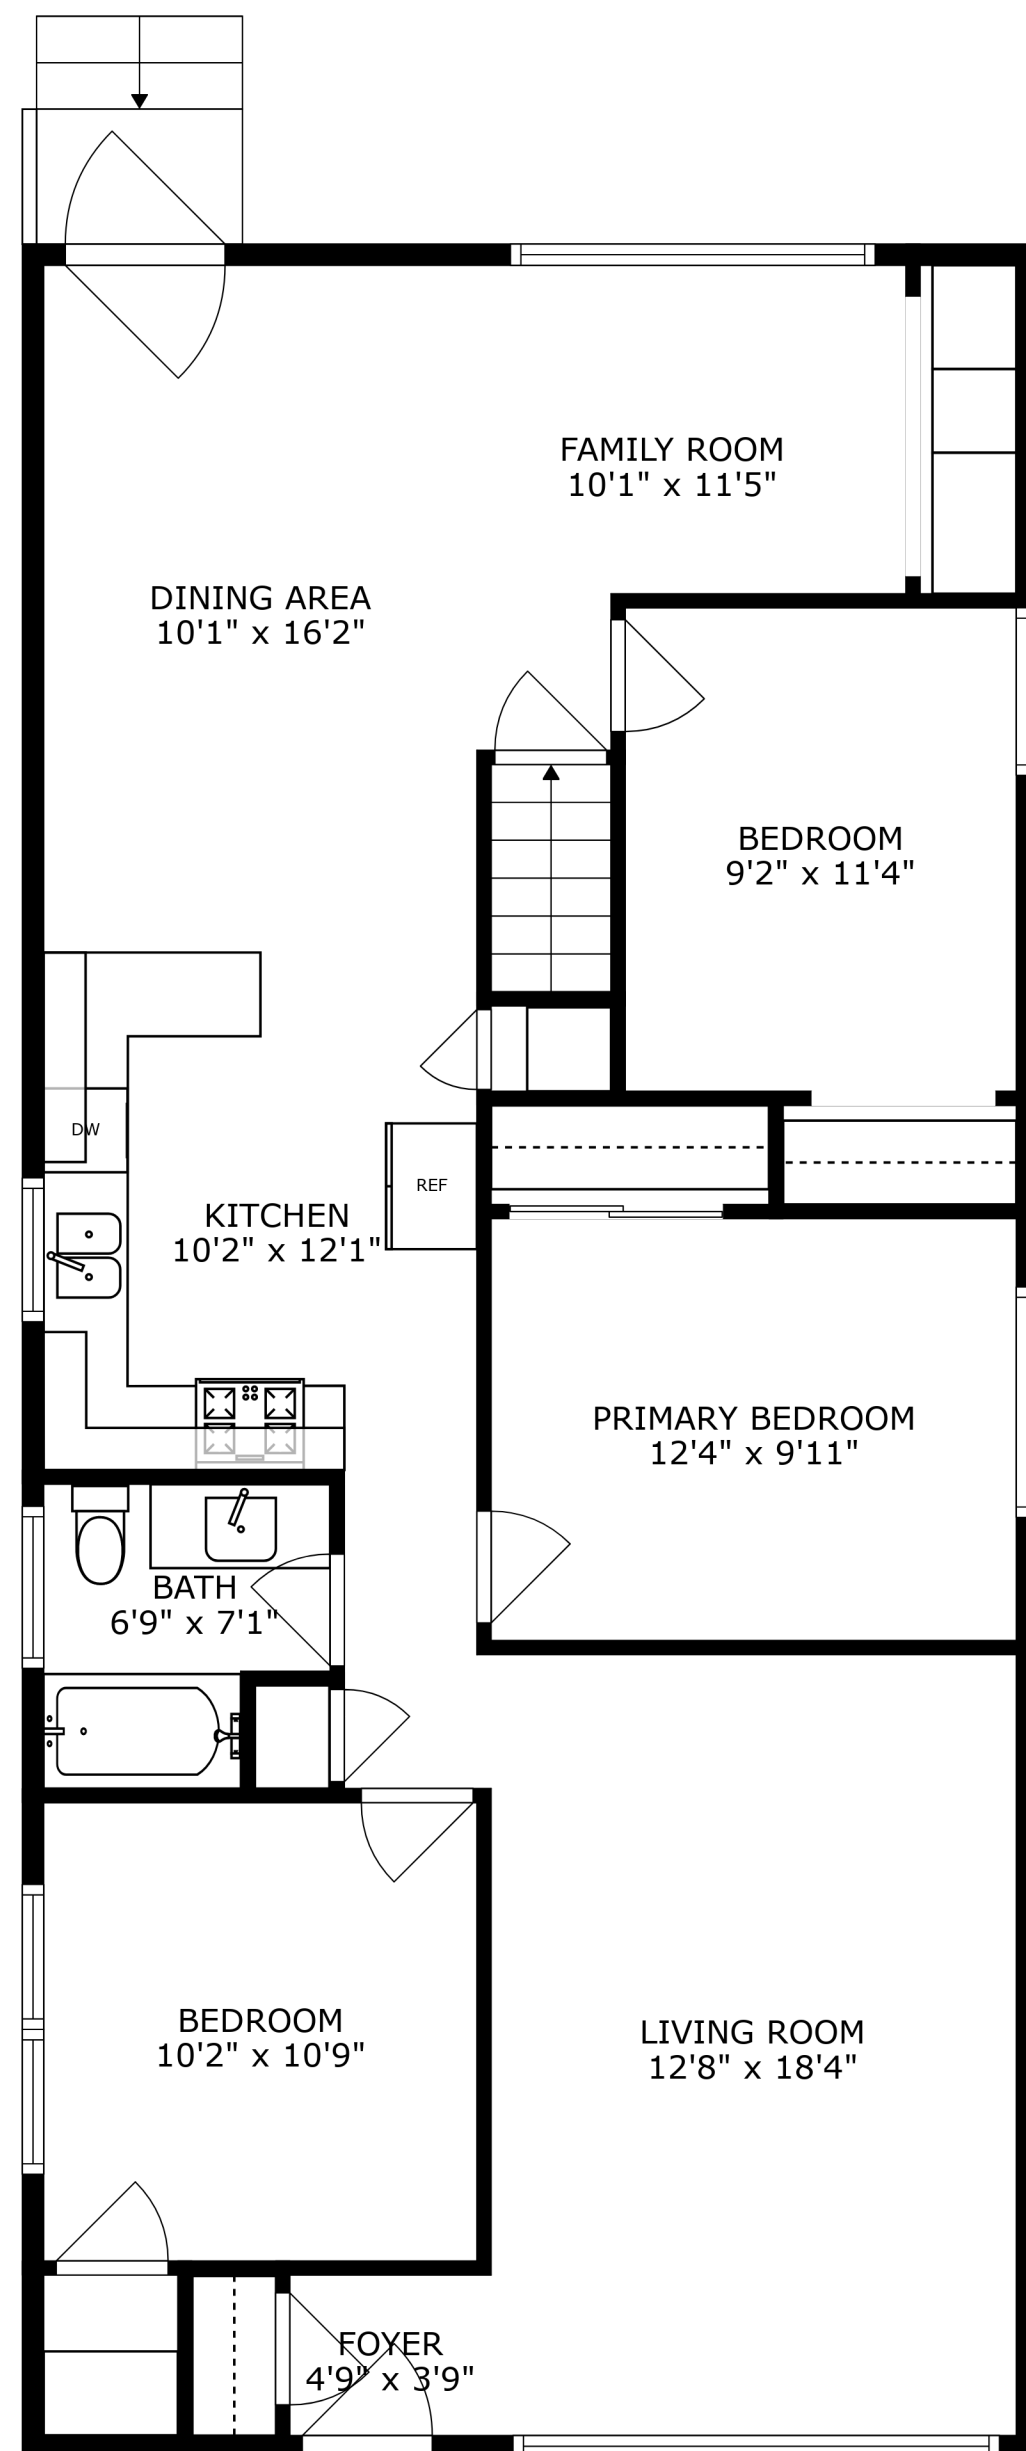 FAMILY ROOM
10'1" x 11'5"
DINING AREA
10'1" x 16'2"
BEDROOM
9'2" x 11'4"
DW
REF
KITCHEN
10'2" x 12'1"
PRIMARY BEDROOM
12'4" x 9'11"
BATH
6'9" x 7'1"
BEDROOM
10'2" x 10'9"
LIVING ROOM
12'8" x 18'4"
FOYER
4'9" x 3'9"